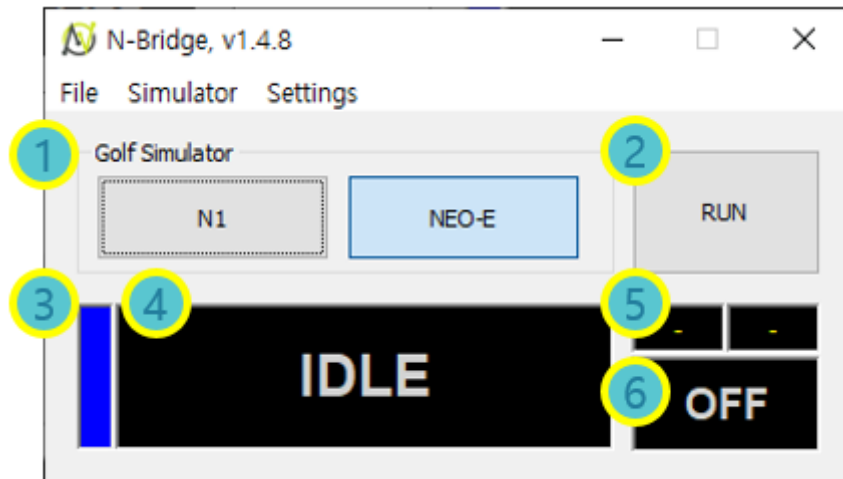 N-Bridge, v1.4.8
File Simulator Settings
1 Golf Simulator 2
N1 NEO-E RUN
3 4 5
- -
IDLE
6 OFF